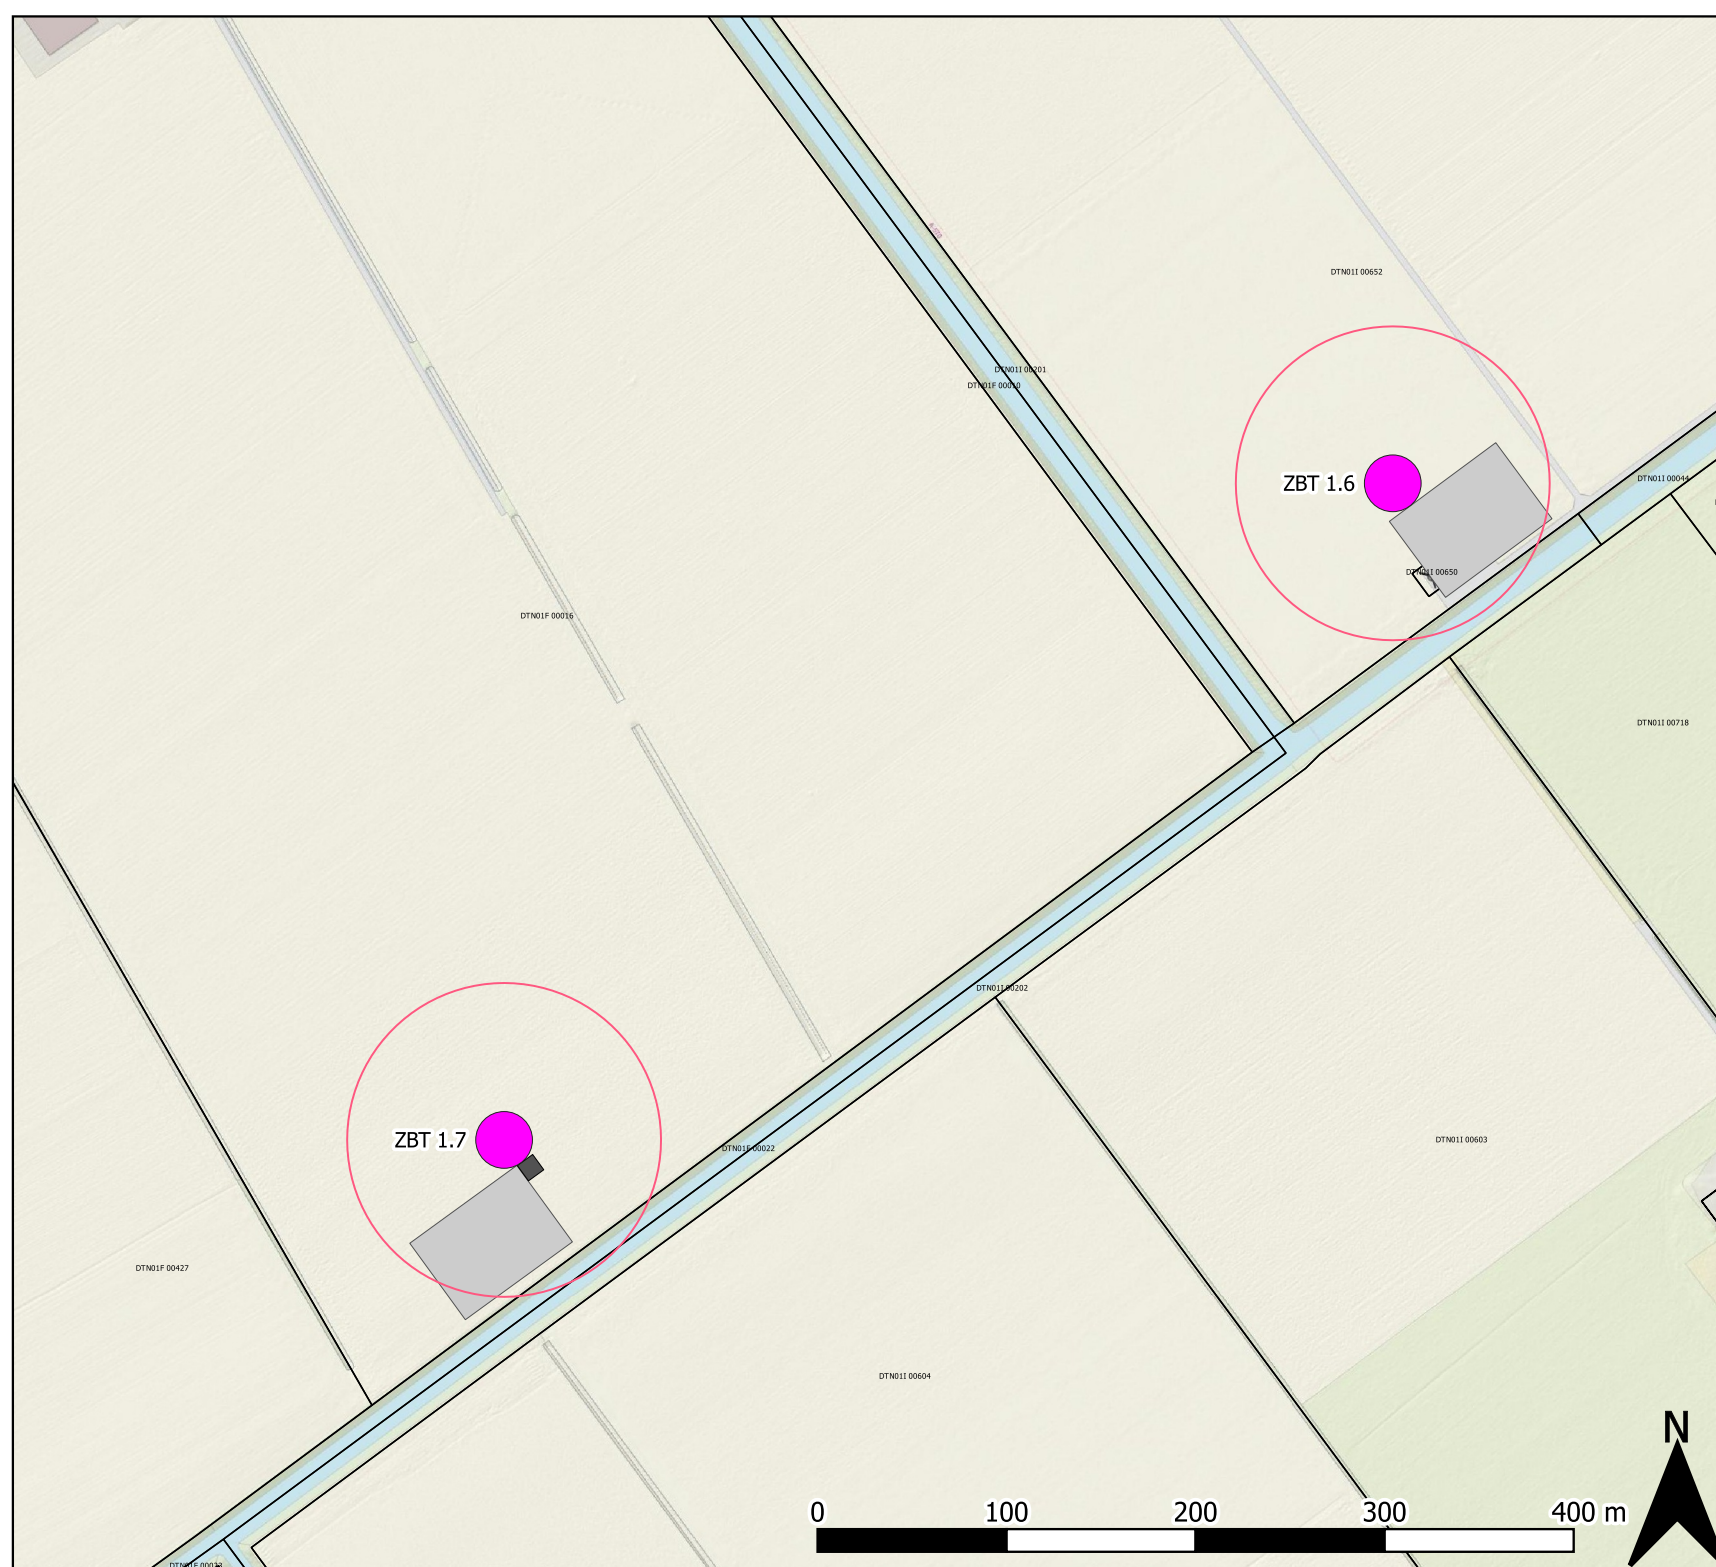 DTN01I 00652
DTN01I 00201
DTN01F 00010
ZBT 1.6
DTN01I 00044
DTN01I 00650
DTN01F 00016
DTN01I 00718
DTN01I 00202
ZBT 1.7
DTN01F 00022
DTN01I 00603
DTN01F 00427
DTN01I 00604
N
0 100 200 300 400 m